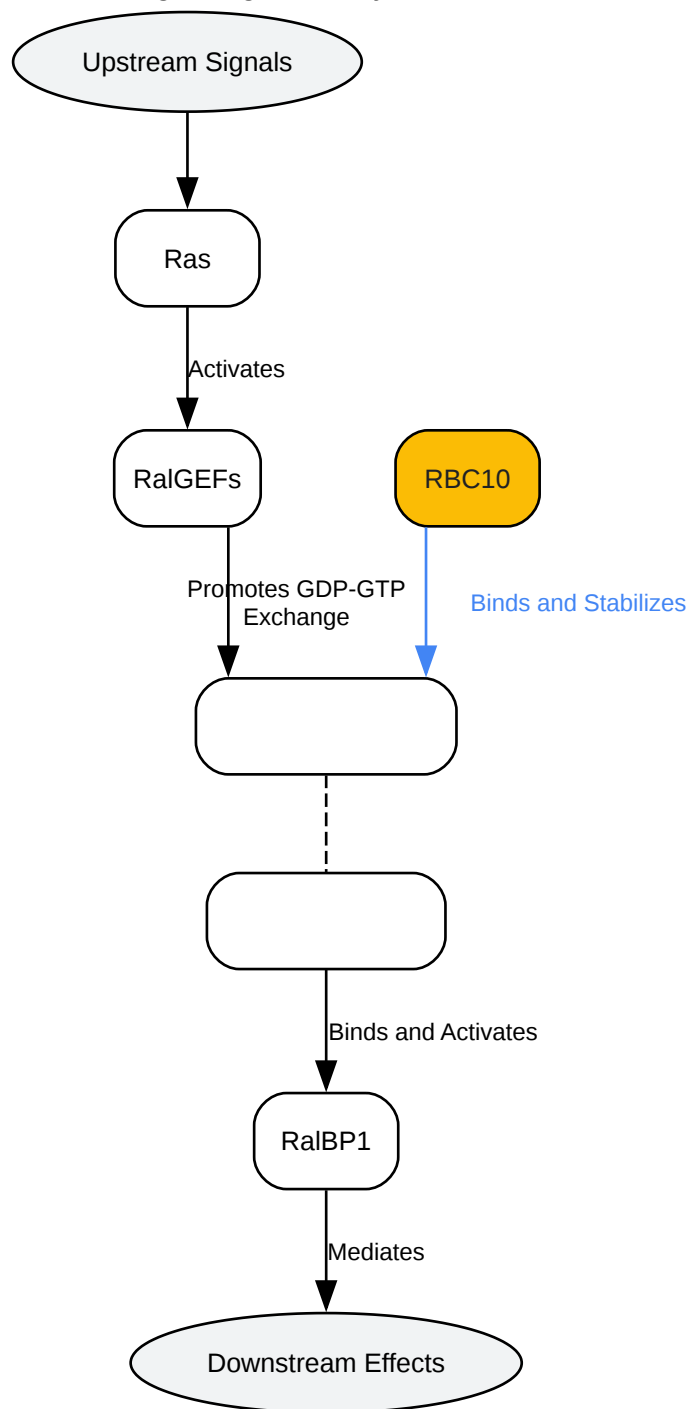 Upstream Signals
Ras
Activates
RalGEFs
RBC10
Promotes GDP-GTP
Exchange
Binds and Stabilizes
Binds and Activates
RalBP1
Mediates
Downstream Effects